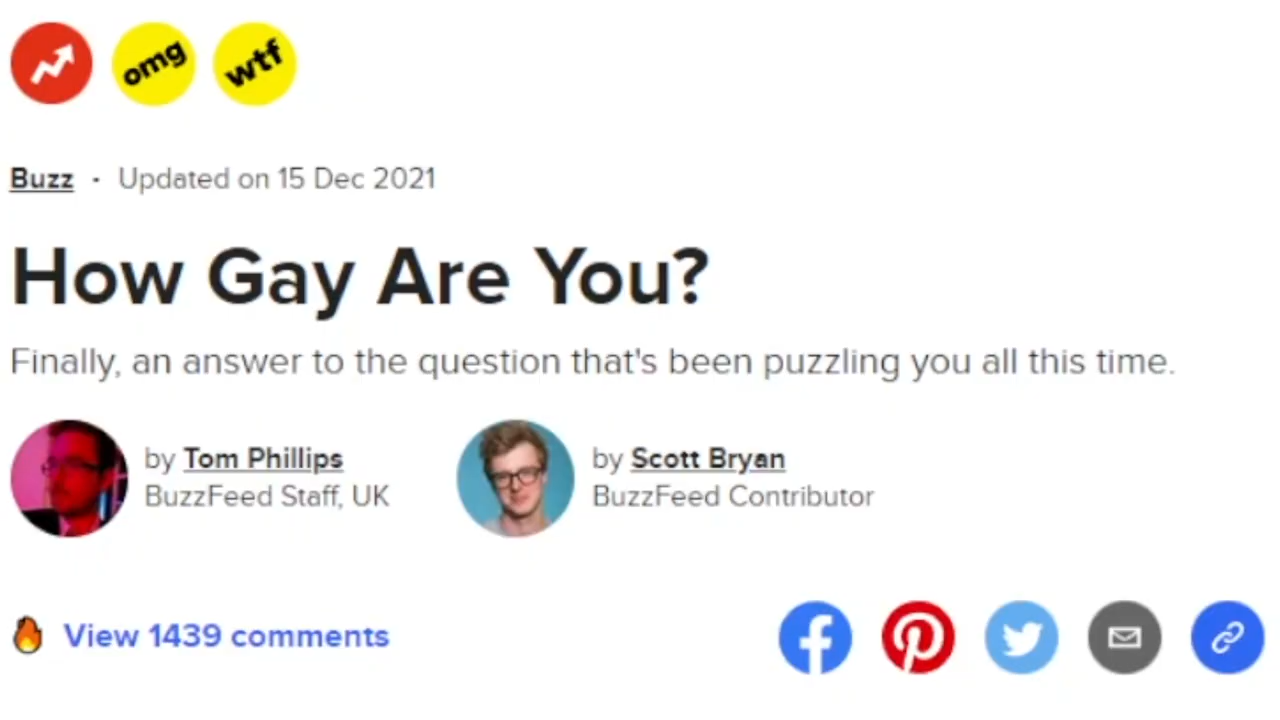 omg wtf
Buzz · Updated on 15 Dec 2021
How Gay Are You?
Finally, an answer to the question that's been puzzling you all this time.
by Tom Phillips
BuzzFeed Staff, UK
by Scott Bryan
BuzzFeed Contributor
View 1439 comments